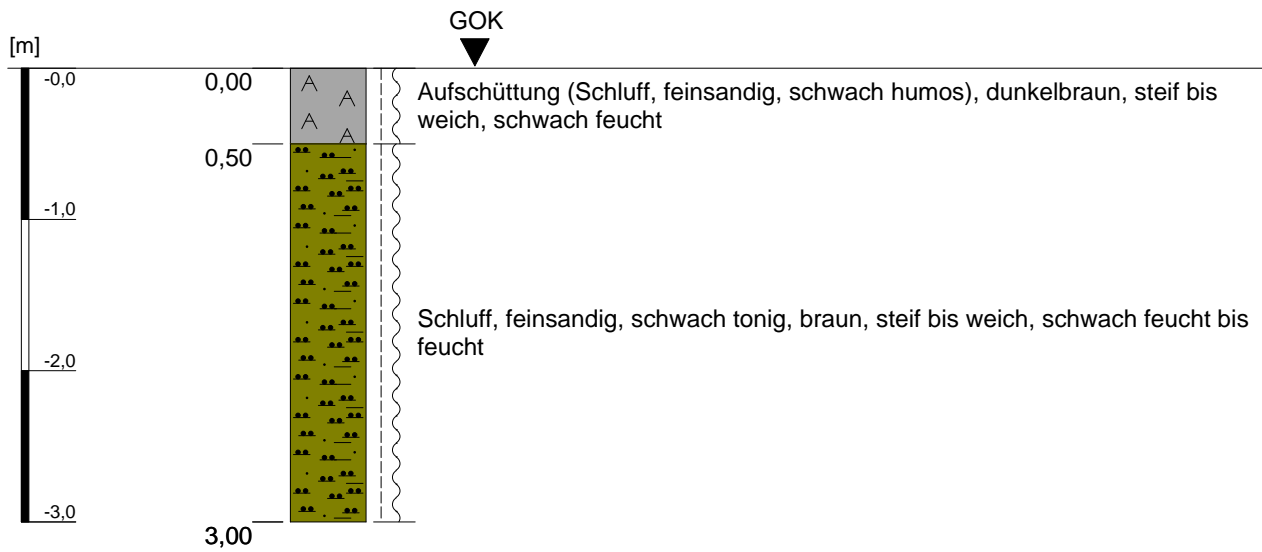 GOK
[m]
-0,0
0,00
Aufschüttung (Schluff, feinsandig, schwach humos), dunkelbraun, steif bis
weich, schwach feucht
0,50
-1,0
Schluff, feinsandig, schwach tonig, braun, steif bis weich, schwach feucht bis
feucht
-2,0
-3,0
3,00